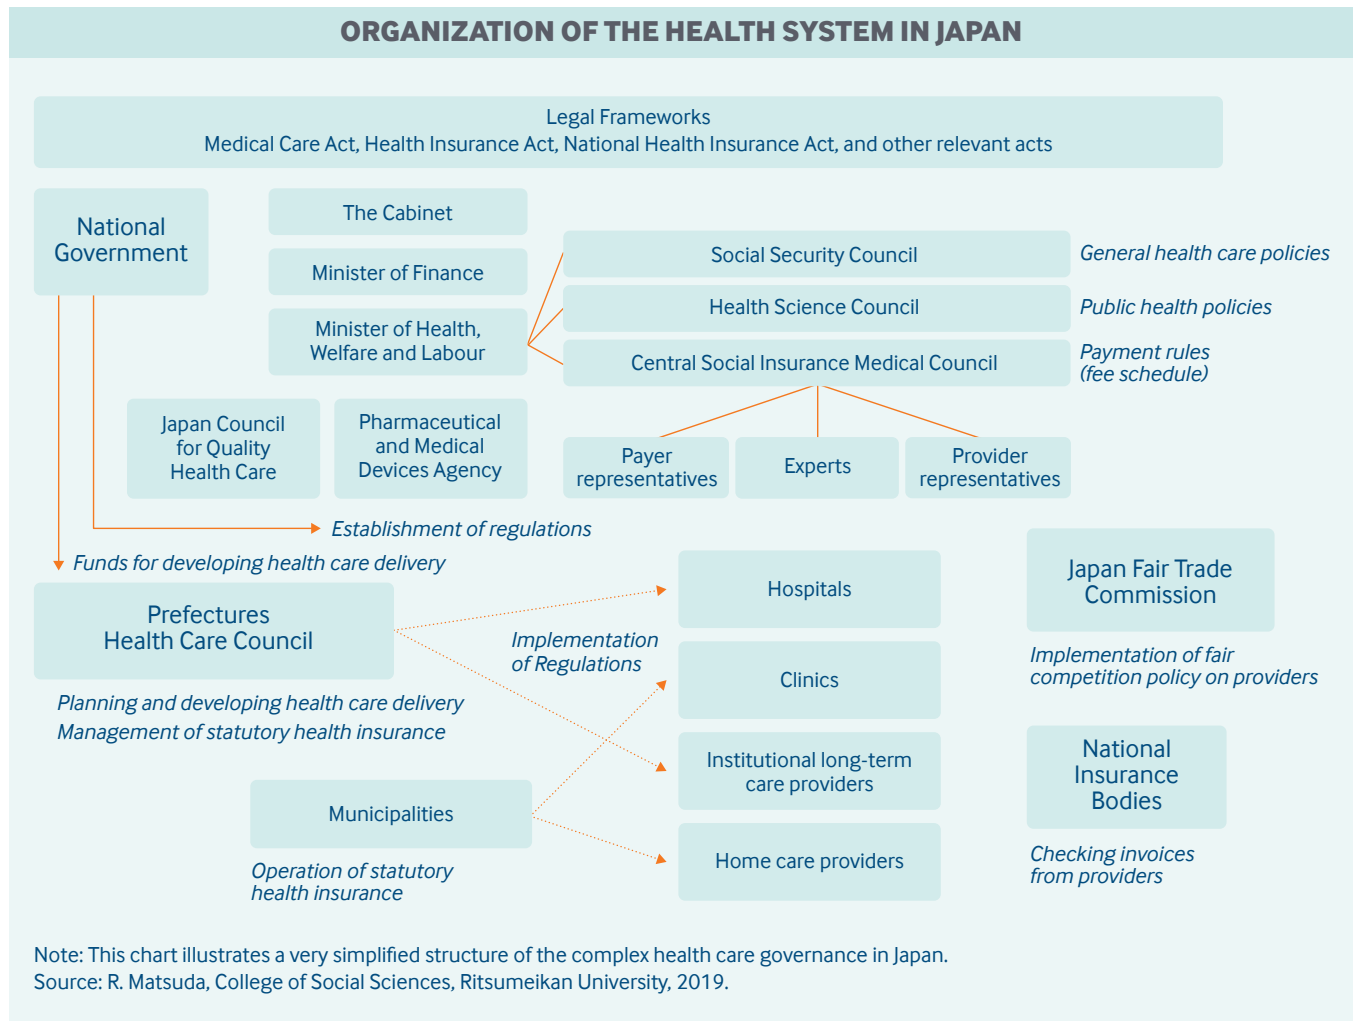 ORGANIZATION OF THE HEALTH SYSTEM IN JAPAN
Legal Frameworks
Medical Care Act, Health Insurance Act, National Health Insurance Act, and other relevant acts
National
Government
The Cabinet
Minister of Finance
Minister of Health,
Welfare and Labour
Social Security Council
General health care policies
Health Science Council
Public health policies
Central Social Insurance Medical Council
Payment rules
(fee schedule)
Japan Council
for Quality
Health Care
Pharmaceutical
and Medical
Devices Agency
Payer
representatives
Experts
Provider
representatives
Establishment of regulations
Funds for developing health care delivery
Prefectures
Health Care Council
Planning and developing health care delivery
Management of statutory health insurance
Implementation
of Regulations
Municipalities
Operation of statutory
health insurance
Hospitals
Clinics
Institutional long-term
care providers
Home care providers
Japan Fair Trade
Commission
Implementation of fair
competition policy on providers
National
Insurance
Bodies
Checking invoices
from providers
Note: This chart illustrates a very simplified structure of the complex health care governance in Japan.
Source: R. Matsuda, College of Social Sciences, Ritsumeikan University, 2019.